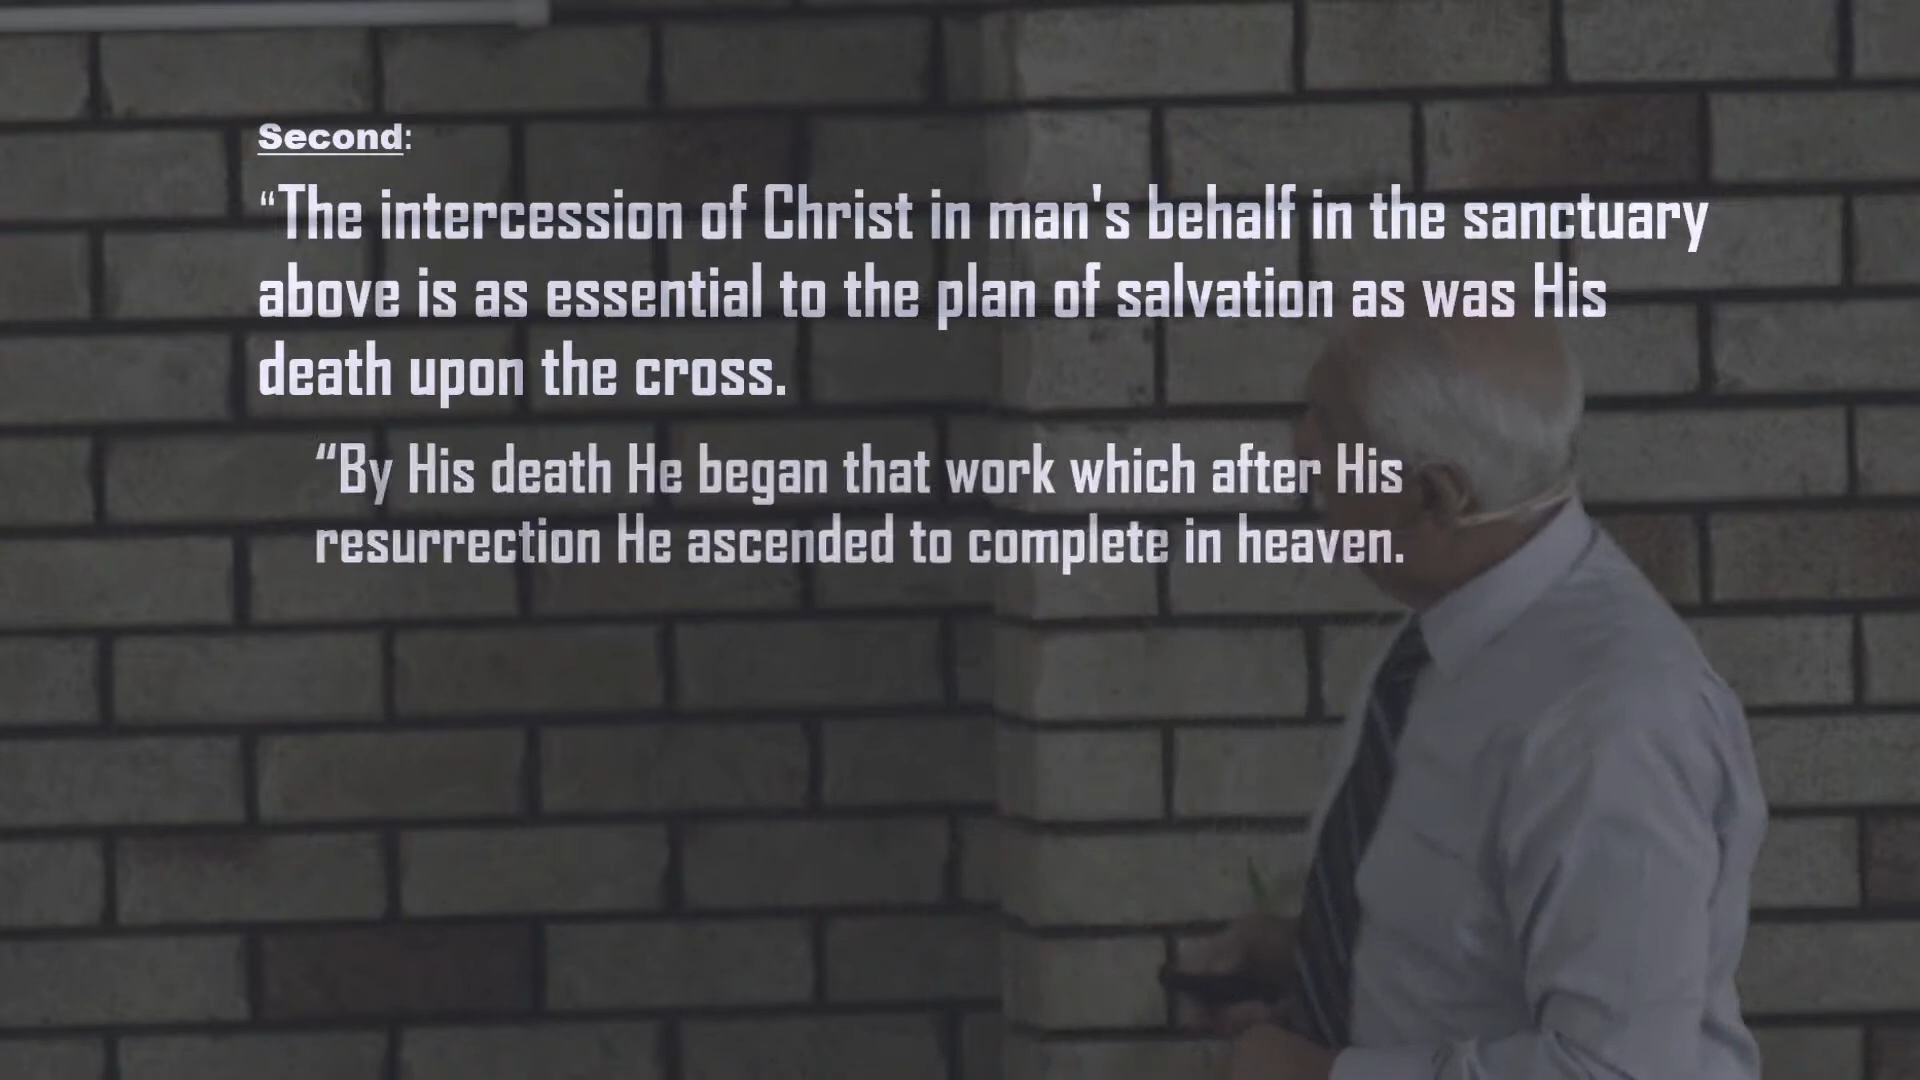 Second:
“The intercession of Christ in man's behalf in the sanctuary
above is as essential to the plan of salvation as was His
death upon the cross.
“By His death He began that work which after His
resurrection He ascended to complete in heaven.